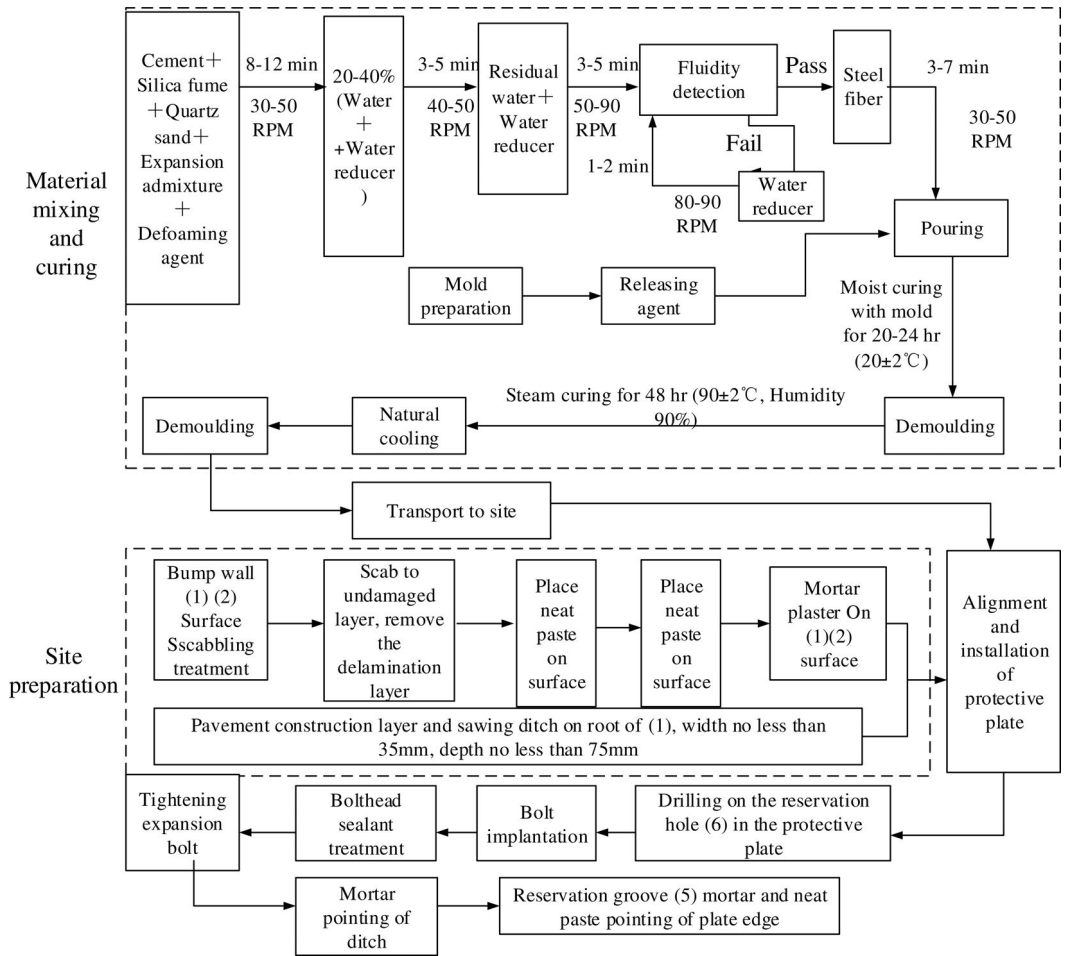 Material
mixing and
curing
Cement+
Silica fume
+Quartz
sand+
Expansion
admixture
+
Defoaming
agent
8-12 min
30-50
RPM
20-40%
(Water
+
+Water
reducer
)
3-5 min
40-50
RPM
Residual
water+
Water
reducer
3-5 min
50-90
RPM
Fluidity
detection
Pass
Steel
fiber
3-7 min
30-50
RPM
Fail
1-2 min
80-90
RPM
Water
reducer
Pouring
Mold
preparation
Releasing
agent
Moist curing
with mold
for 20-24 hr
(20±2℃)
Steam curing for 48 hr (90±2℃, Humidity
90%)
Demoulding
Natural
cooling
Demoulding
Transport to site
Site
preparation
Bump wall
(1) (2)
Surface
Sscabbling
treatment
Scab to
undamaged
layer, remove
the
delamination
layer
Place
neat
paste on
surface
Place
neat
paste on
surface
Mortar
plaster On
(1)(2)
surface
Alignment
and
installation
of
protective
plate
Pavement construction layer and sawing ditch on root of (1), width no less than
35mm, depth no less than 75mm
Tightening
expansion
bolt
Bolthead
sealant
treatment
Bolt
implantation
Drilling on the reservation
hole (6) in the protective
plate
Mortar
pointing of
ditch
Reservation groove (5) mortar and neat
paste pointing of plate edge